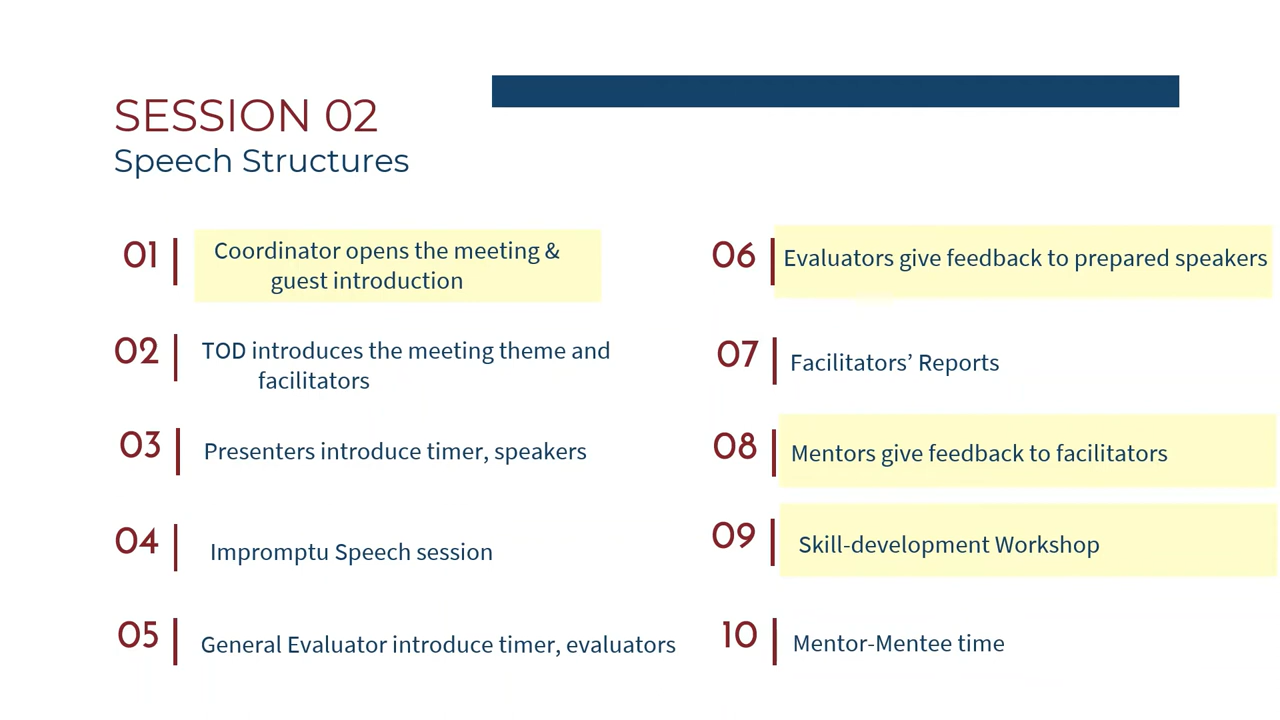 SESSION 02
Speech Structures
01
Coordinator opens the meeting &
guest introduction
02
TOD introduces the meeting theme and
facilitators
03
Presenters introduce timer, speakers
04
Impromptu Speech session
05
General Evaluator introduce timer, evaluators
06
Evaluators give feedback to prepared speakers
07
Facilitators’ Reports
08
Mentors give feedback to facilitators
09
Skill-development Workshop
10
Mentor-Mentee time